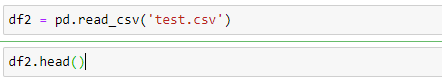 df2 = pd.read_csv('test.csv')
df2.head()